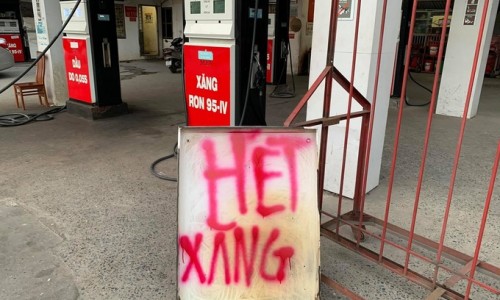 DẦU
DO 0,05S
XĂNG
RON 95-IV
HẾT
XĂNG